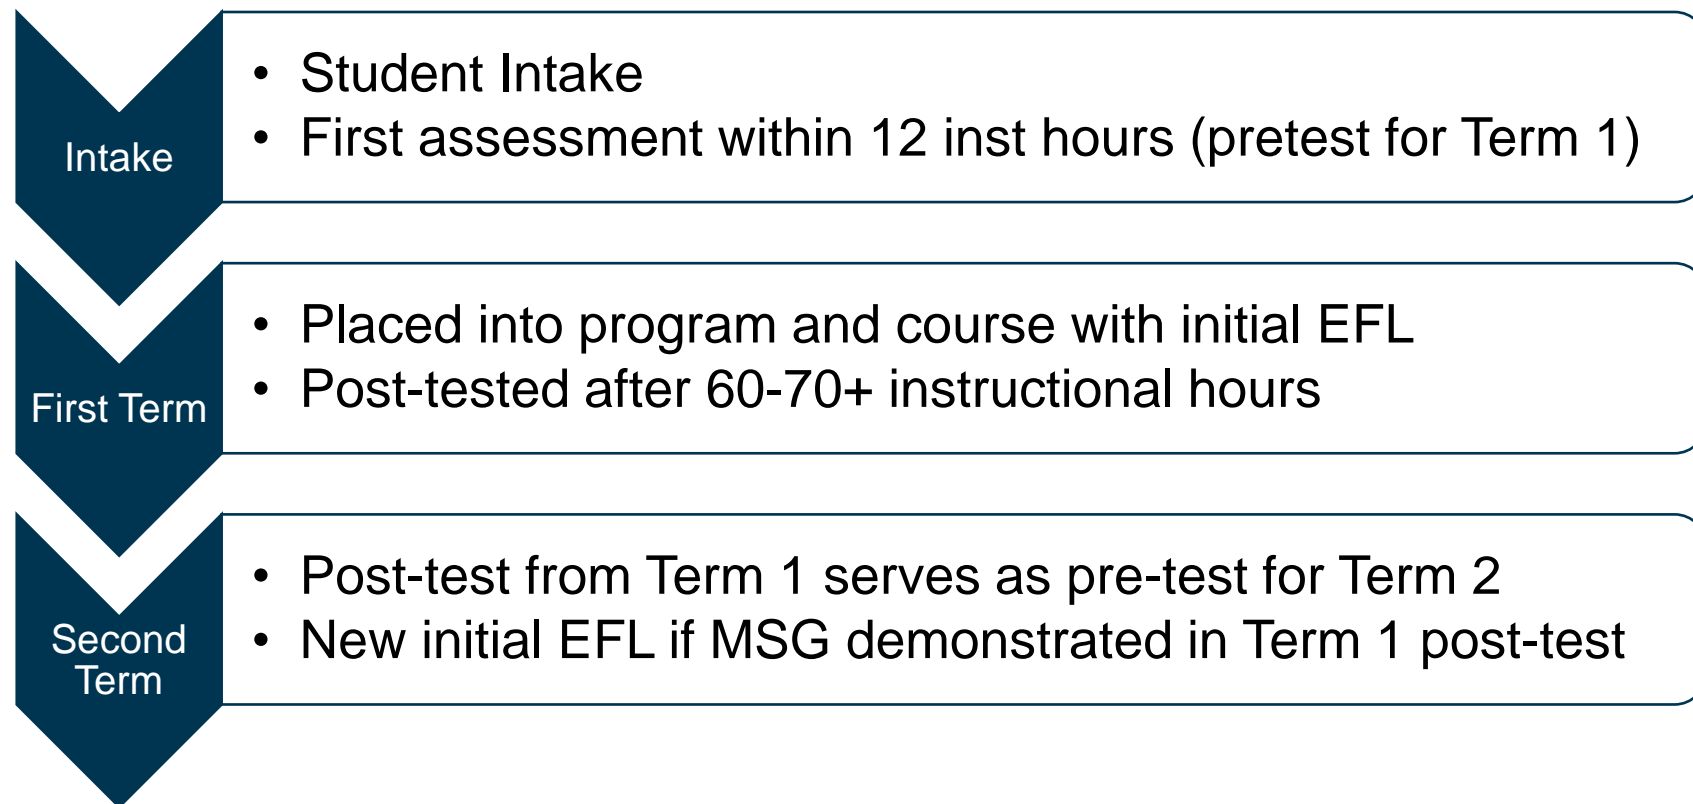 Intake
• Student Intake
• First assessment within 12 inst hours (pretest for Term 1)
First Term
• Placed into program and course with initial EFL
• Post-tested after 60-70+ instructional hours
Second
Term
• Post-test from Term 1 serves as pre-test for Term 2
• New initial EFL if MSG demonstrated in Term 1 post-test